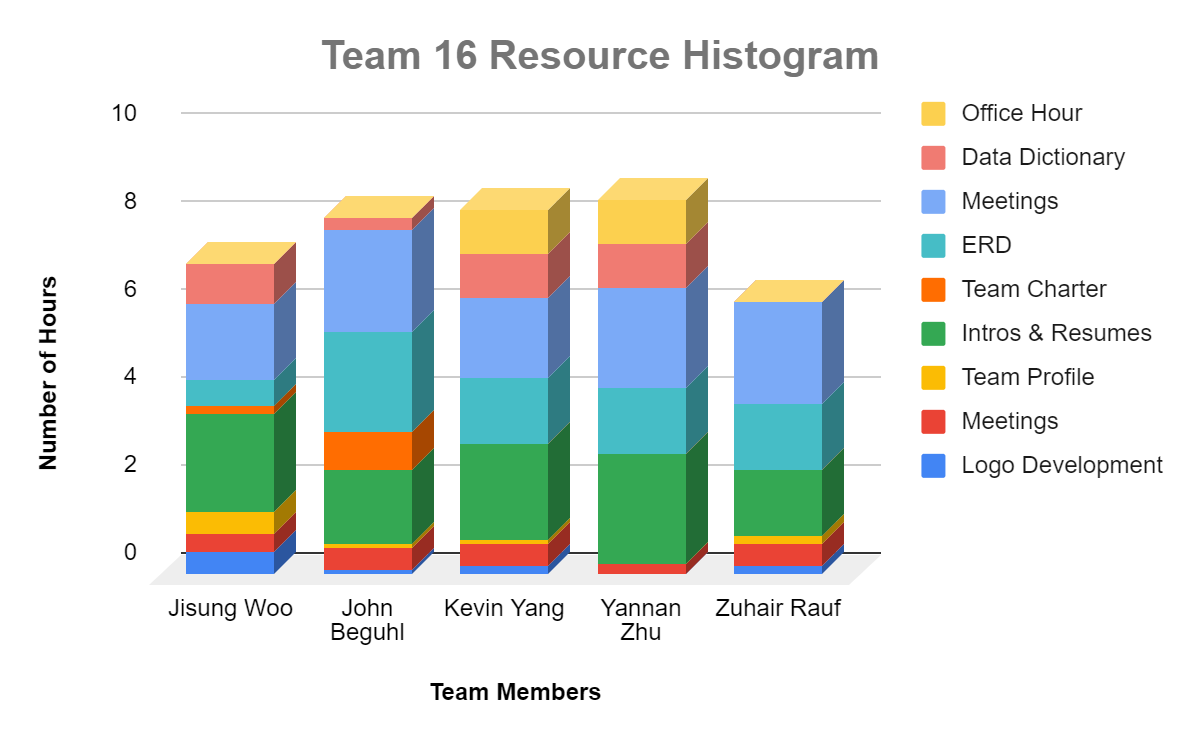 Team 16 Resource Histogram
Number of Hours
10
8
6
4
2
0
Jisung Woo
John
Beguhl
Kevin Yang
Yannan
Zhu
Zuhair Rauf
Team Members
Office Hour
Data Dictionary
Meetings
ERD
Team Charter
Intros & Resumes
Team Profile
Meetings
Logo Development